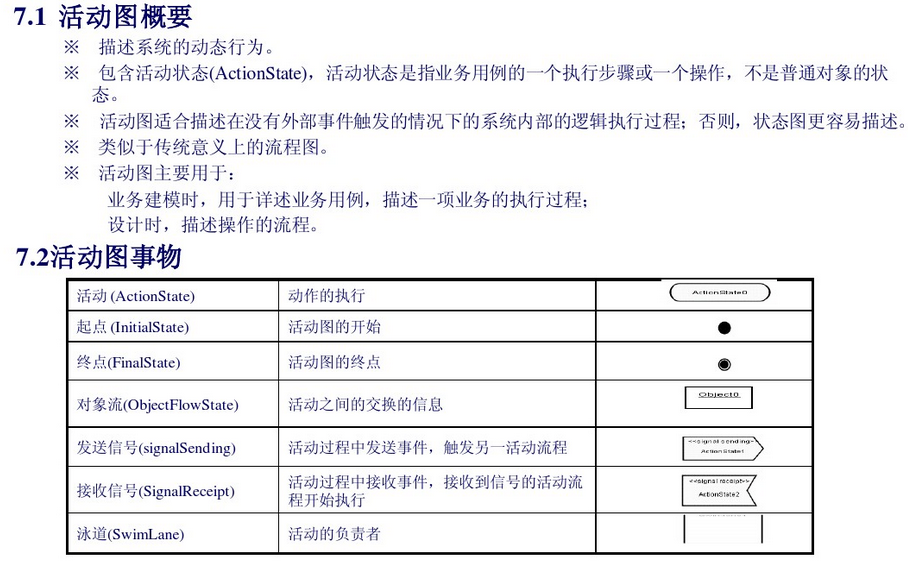 7.1 活动图概要
※ 描述系统的动态行为。
※ 包含活动状态(ActionState)，活动状态是指业务用例的一个执行步骤或一个操作，不是普通对象的状
态。
※ 活动图适合描述在没有外部事件触发的情况下的系统内部的逻辑执行过程；否则，状态图更容易描述。
※ 类似于传统意义上的流程图。
※ 活动图主要用于：
业务建模时，用于详述业务用例，描述一项业务的执行过程；
设计时，描述操作的流程。
7.2活动图事物
活动 (ActionState) 动作的执行 ActionState0
起点 (InitialState) 活动图的开始
终点(FinalState) 活动图的终点
对象流(ObjectFlowState) 活动之间的交换的信息 Object0
发送信号(signalSending) 活动过程中发送事件，触发另一活动流程 <<signal sending>>
ActionState1
接收信号(SignalReceipt) 活动过程中接收事件，接收到信号的活动流
程开始执行 <<signal receipt>>
ActionState2
泳道(SwimLane) 活动的负责者